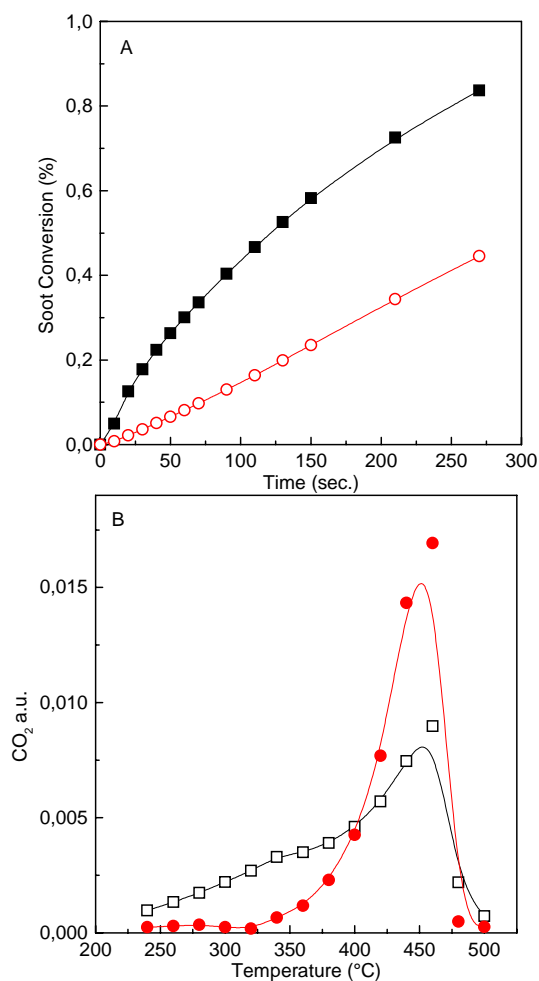 A
1,0
0,8
0,6
0,4
0,2
0,0
Soot Conversion (%)
0 50 100 150 200 250 300
Time (sec.)
B
0,015
0,010
0,005
0,000
CO₂ a.u.
200 250 300 350 400 450 500
Temperature (°C)